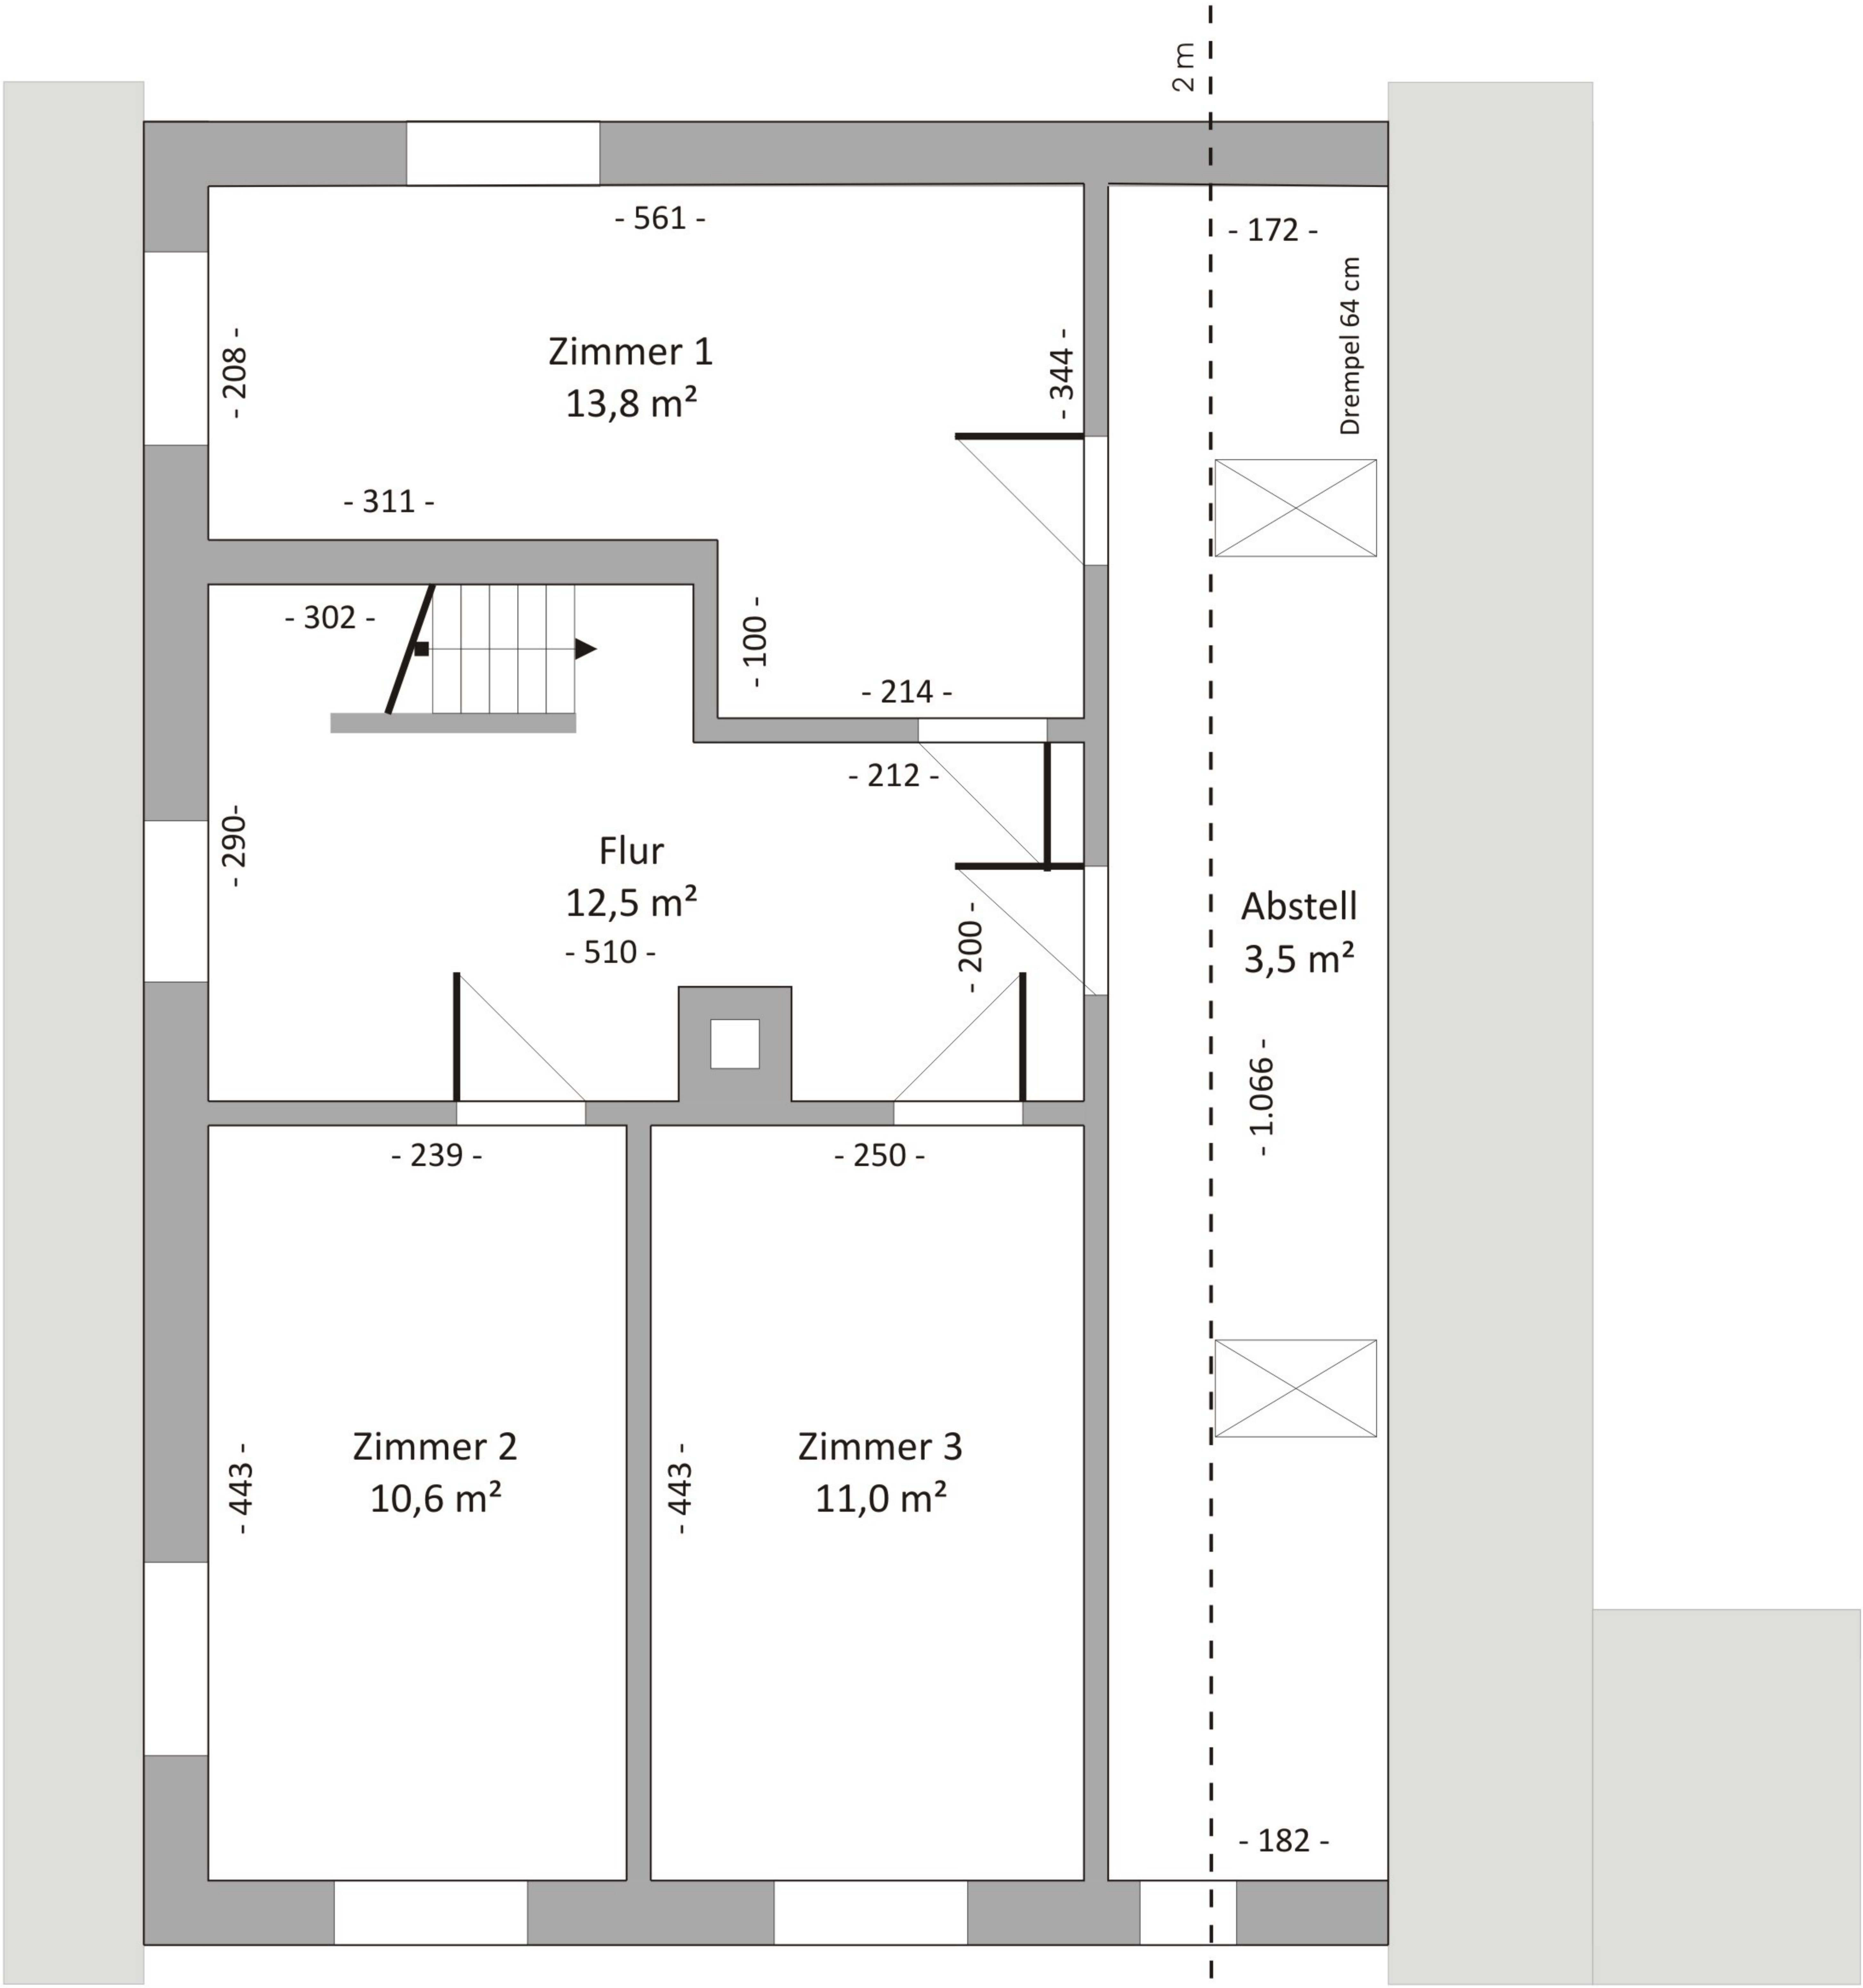 2 m
- 561 -
- 172 -
Drempel 64 cm
- 208 -
Zimmer 1
13,8 m²
- 344 -
- 311 -
- 302 -
- 100 -
- 214 -
- 212 -
- 290-
Flur
12,5 m²
- 510 -
- 200 -
Abstell
3,5 m²
- 1.066 -
- 239 -
- 250 -
- 443 -
Zimmer 2
10,6 m²
- 443 -
Zimmer 3
11,0 m²
- 182 -